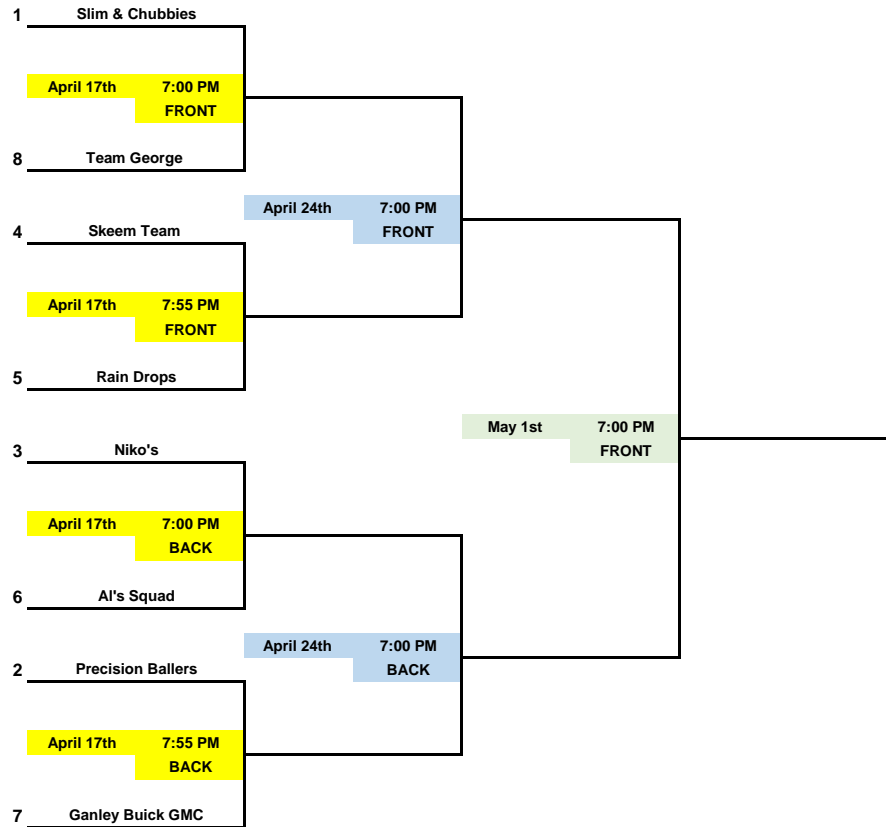 1 Slim & Chubbies
April 17th 7:00 PM
FRONT
8 Team George
April 24th 7:00 PM
4 Skeem Team
FRONT
April 17th 7:55 PM
FRONT
5 Rain Drops
May 1st 7:00 PM
3 Niko's
FRONT
April 17th 7:00 PM
BACK
6 Al's Squad
April 24th 7:00 PM
2 Precision Ballers
BACK
April 17th 7:55 PM
BACK
7 Ganley Buick GMC